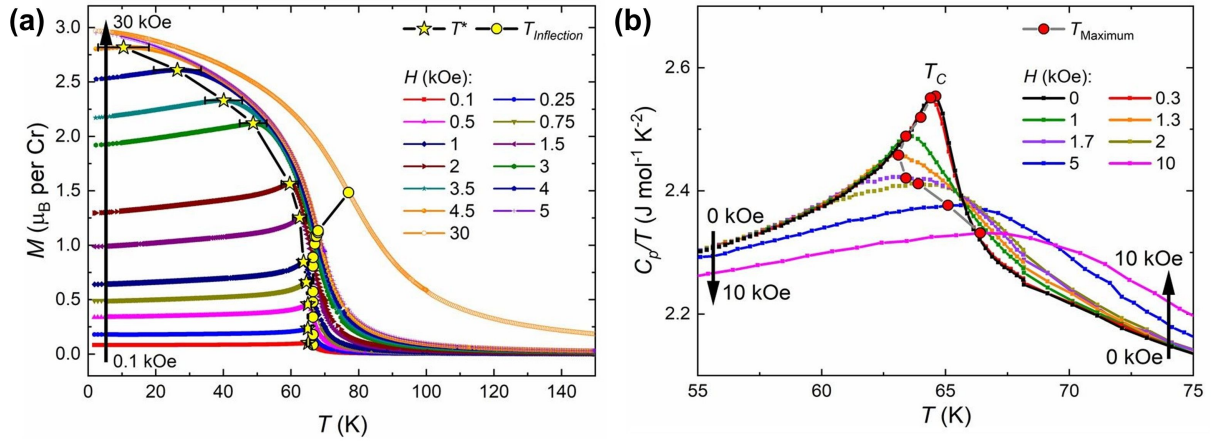 (a)
30 kOe
T*
T Inflection
H (kOe):
0.1 0.25
0.5 0.75
1 1.5
2 3
3.5 4
4.5 5
30
0.1 kOe
3.0
2.5
2.0
1.5
1.0
0.5
0.0
M (μB per Cr)
0 20 40 60 80 100 120 140
T (K)
(b)
TMaximum
TC
H (kOe):
0 0.3
1 1.3
1.7 2
5 10
2.6
2.4
2.2
Cp/T (J mol-1 K-2)
0 kOe
10 kOe
10 kOe
0 kOe
55 60 65 70 75
T (K)